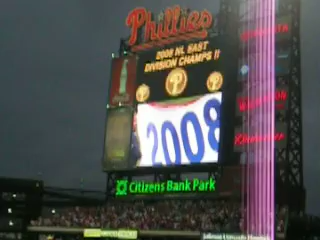 Phillies
2008 NL EAST
DIVISION CHAMPS !!
2008
Citizens Bank Park